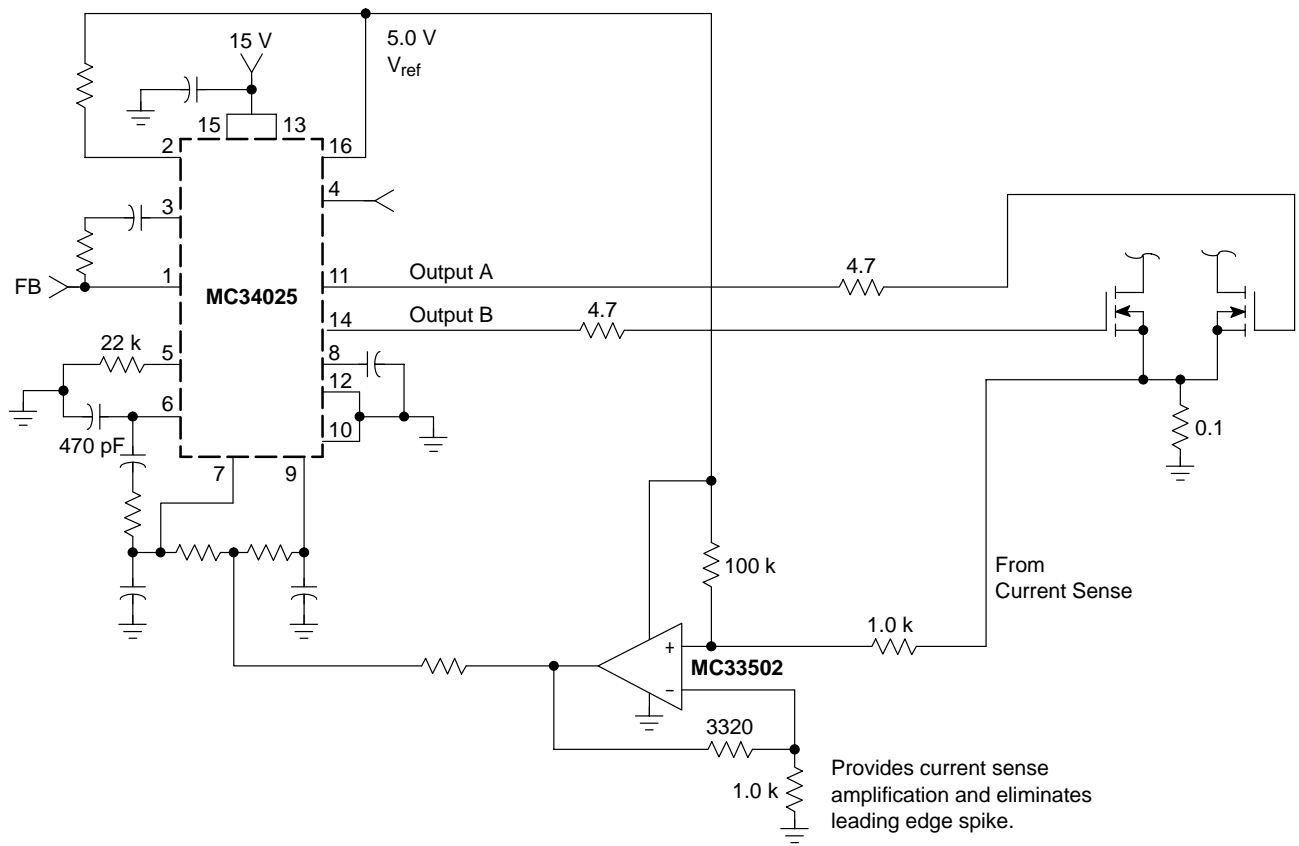 15 V
5.0 V
Vref
15
13
2
16
4
3
FB
1
MC34025
11
Output A
4.7
14
Output B
4.7
22 k
5
8
12
6
10
470 pF
7
9
0.1
100 k
From
Current Sense
1.0 k
+
MC33502
−
3320
1.0 k
Provides current sense
amplification and eliminates
leading edge spike.